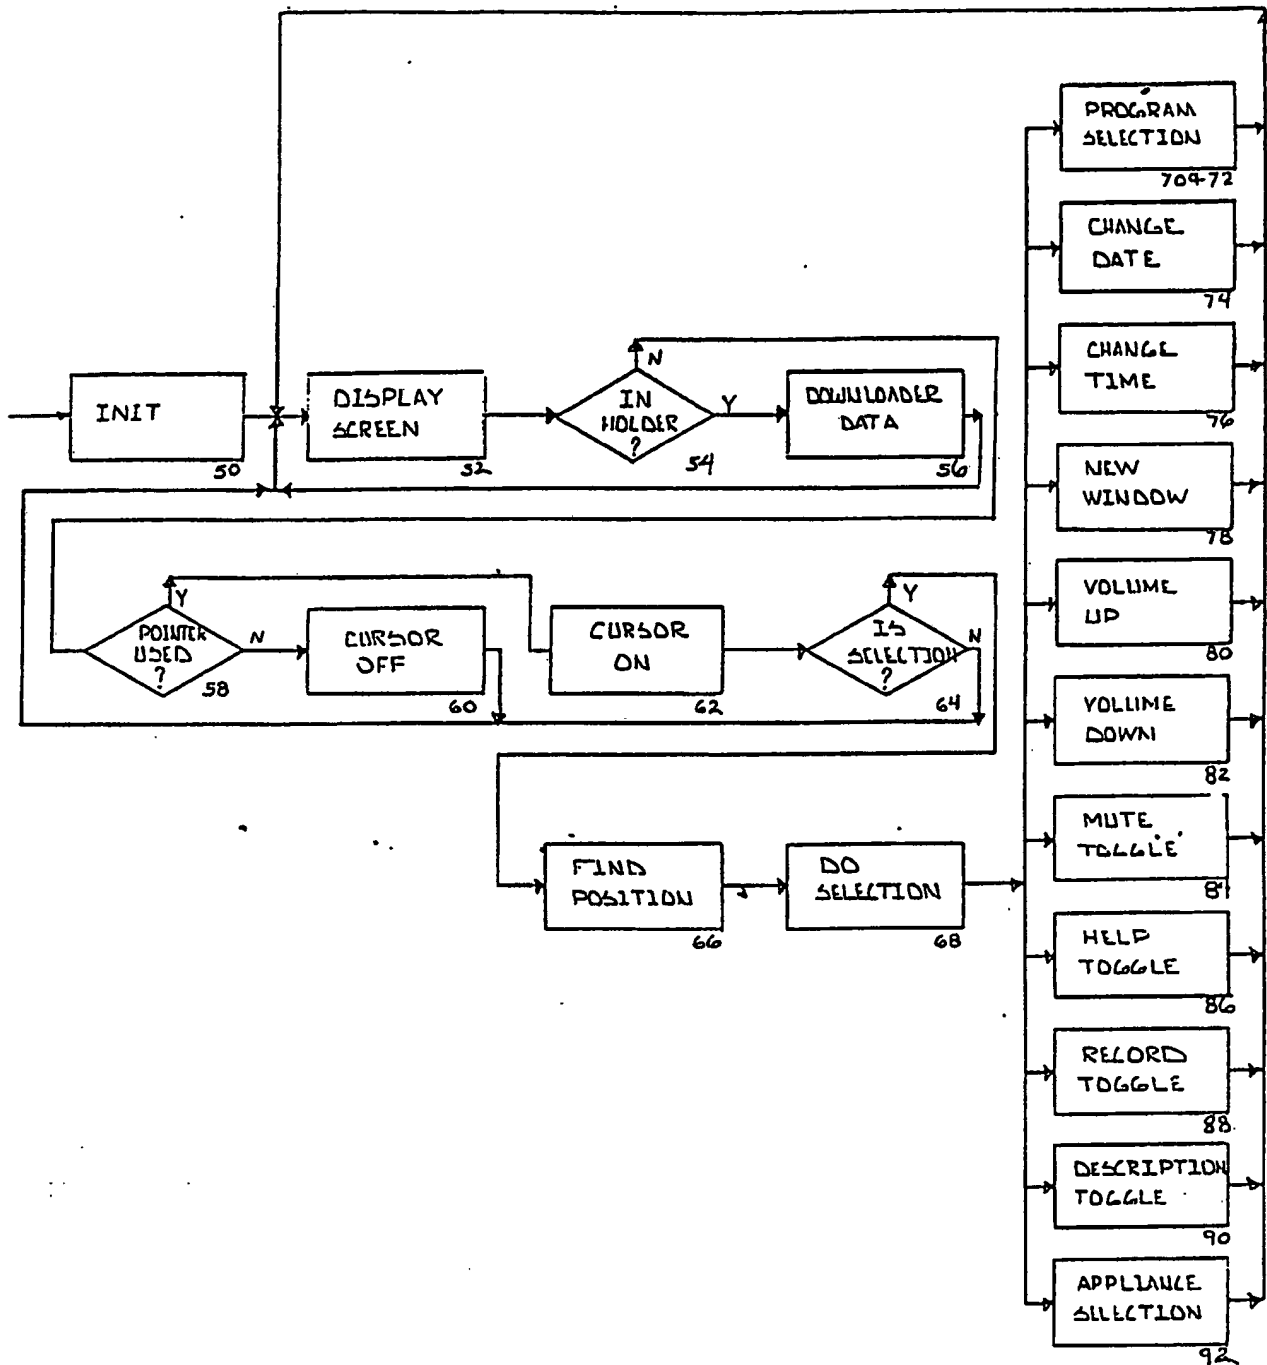 PROGRAM
SELECTION
709-72
CHANGE
DATE
74
INIT
50
DISPLAY
SCREEN
52
N
IN
HOLDER
?
54
Y
DOWNLOADER
DATA
56
CHANGE
TIME
76
NEW
WINDOW
78
Y
POINTER
USED
?
58
N
CURSOR
OFF
60
CURSOR
ON
62
Y
IS
SELECTION
?
64
N
VOLUME
UP
80
VOLUME
DOWN
82
FIND
POSITION
66
DO
SELECTION
68
MUTE
TOGGLE
HELP
TOGGLE
86
RECORD
TOGGLE
88
DESCRIPTION
TOGGLE
90
APPLIANCE
SELECTION
92